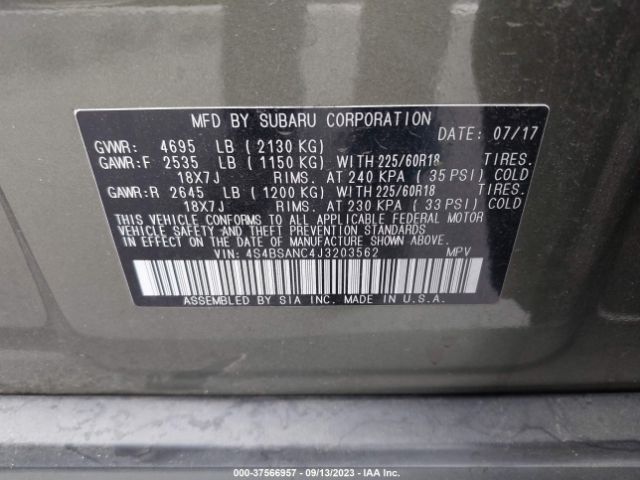 MFD BY SUBARU CORPORATION
DATE: 07/17
GVWR: 4695 LB ( 2130 KG)
GAWR:F 2535 LB ( 1150 KG) WITH 225/60R18 TIRES.
18X7J RIMS. AT 240 KPA ( 35 PSI) COLD
GAWR:R 2645 LB ( 1200 KG) WITH 225/60R18 TIRES.
18X7J RIMS. AT 230 KPA ( 33 PSI) COLD
THIS VEHICLE CONFORMS TO ALL APPLICABLE FEDERAL MOTOR
VEHICLE SAFETY AND THEFT PREVENTION STANDARDS
IN EFFECT ON THE DATE OF MANUFACTURE SHOWN ABOVE.
VIN: 4S4BSANC4J3203562 MPV
ASSEMBLED BY SIA INC. MADE IN U.S.A.
000-37566957 - 09/13/2023 - IAA Inc.